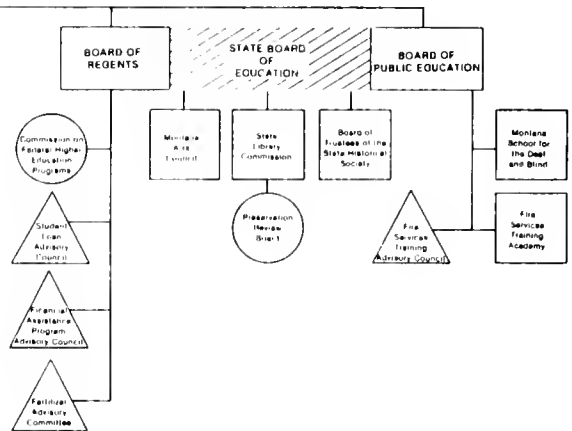 BOARD OF
REGENTS
STATE BOARD
OF
EDUCATION
BOARD OF
PUBLIC EDUCATION
Commission on
Federal Higher
Education
Programs
Montana
Arts
Council
State
Library
Commission
Board of
Trustees of the
State Historical
Society
Montana
School for
the Deaf
and Blind
Student
Loan
Advisory
Council
Preservation
Review
Fire
Services
Training
Advisory Council
Fire
Services
Training
Academy
Financial
Assistance
Program
Advisory Council
Fertilizer
Advisory
Committee